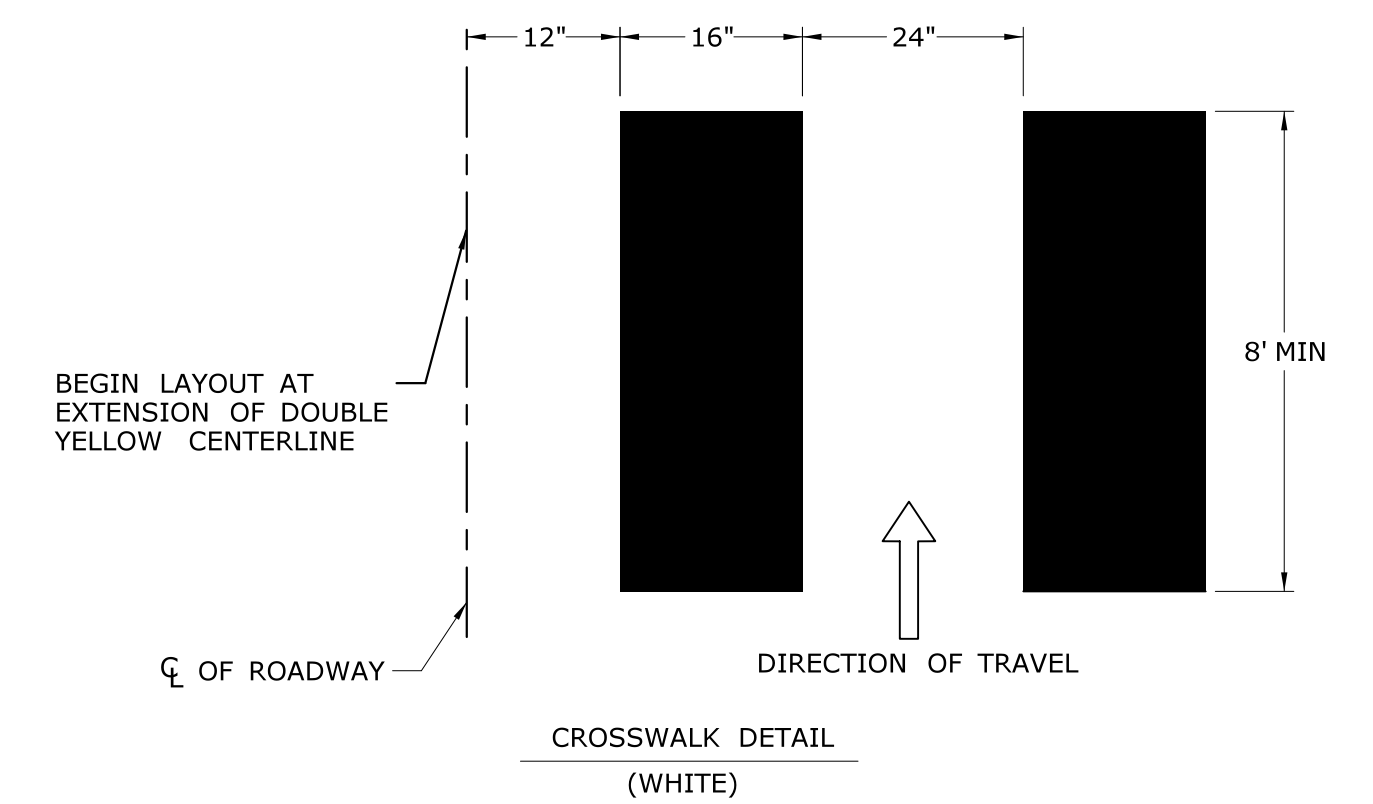 12" 16" 24"
8' MIN
BEGIN LAYOUT AT
EXTENSION OF DOUBLE
YELLOW CENTERLINE
℄ OF ROADWAY
DIRECTION OF TRAVEL
CROSSWALK DETAIL
(WHITE)